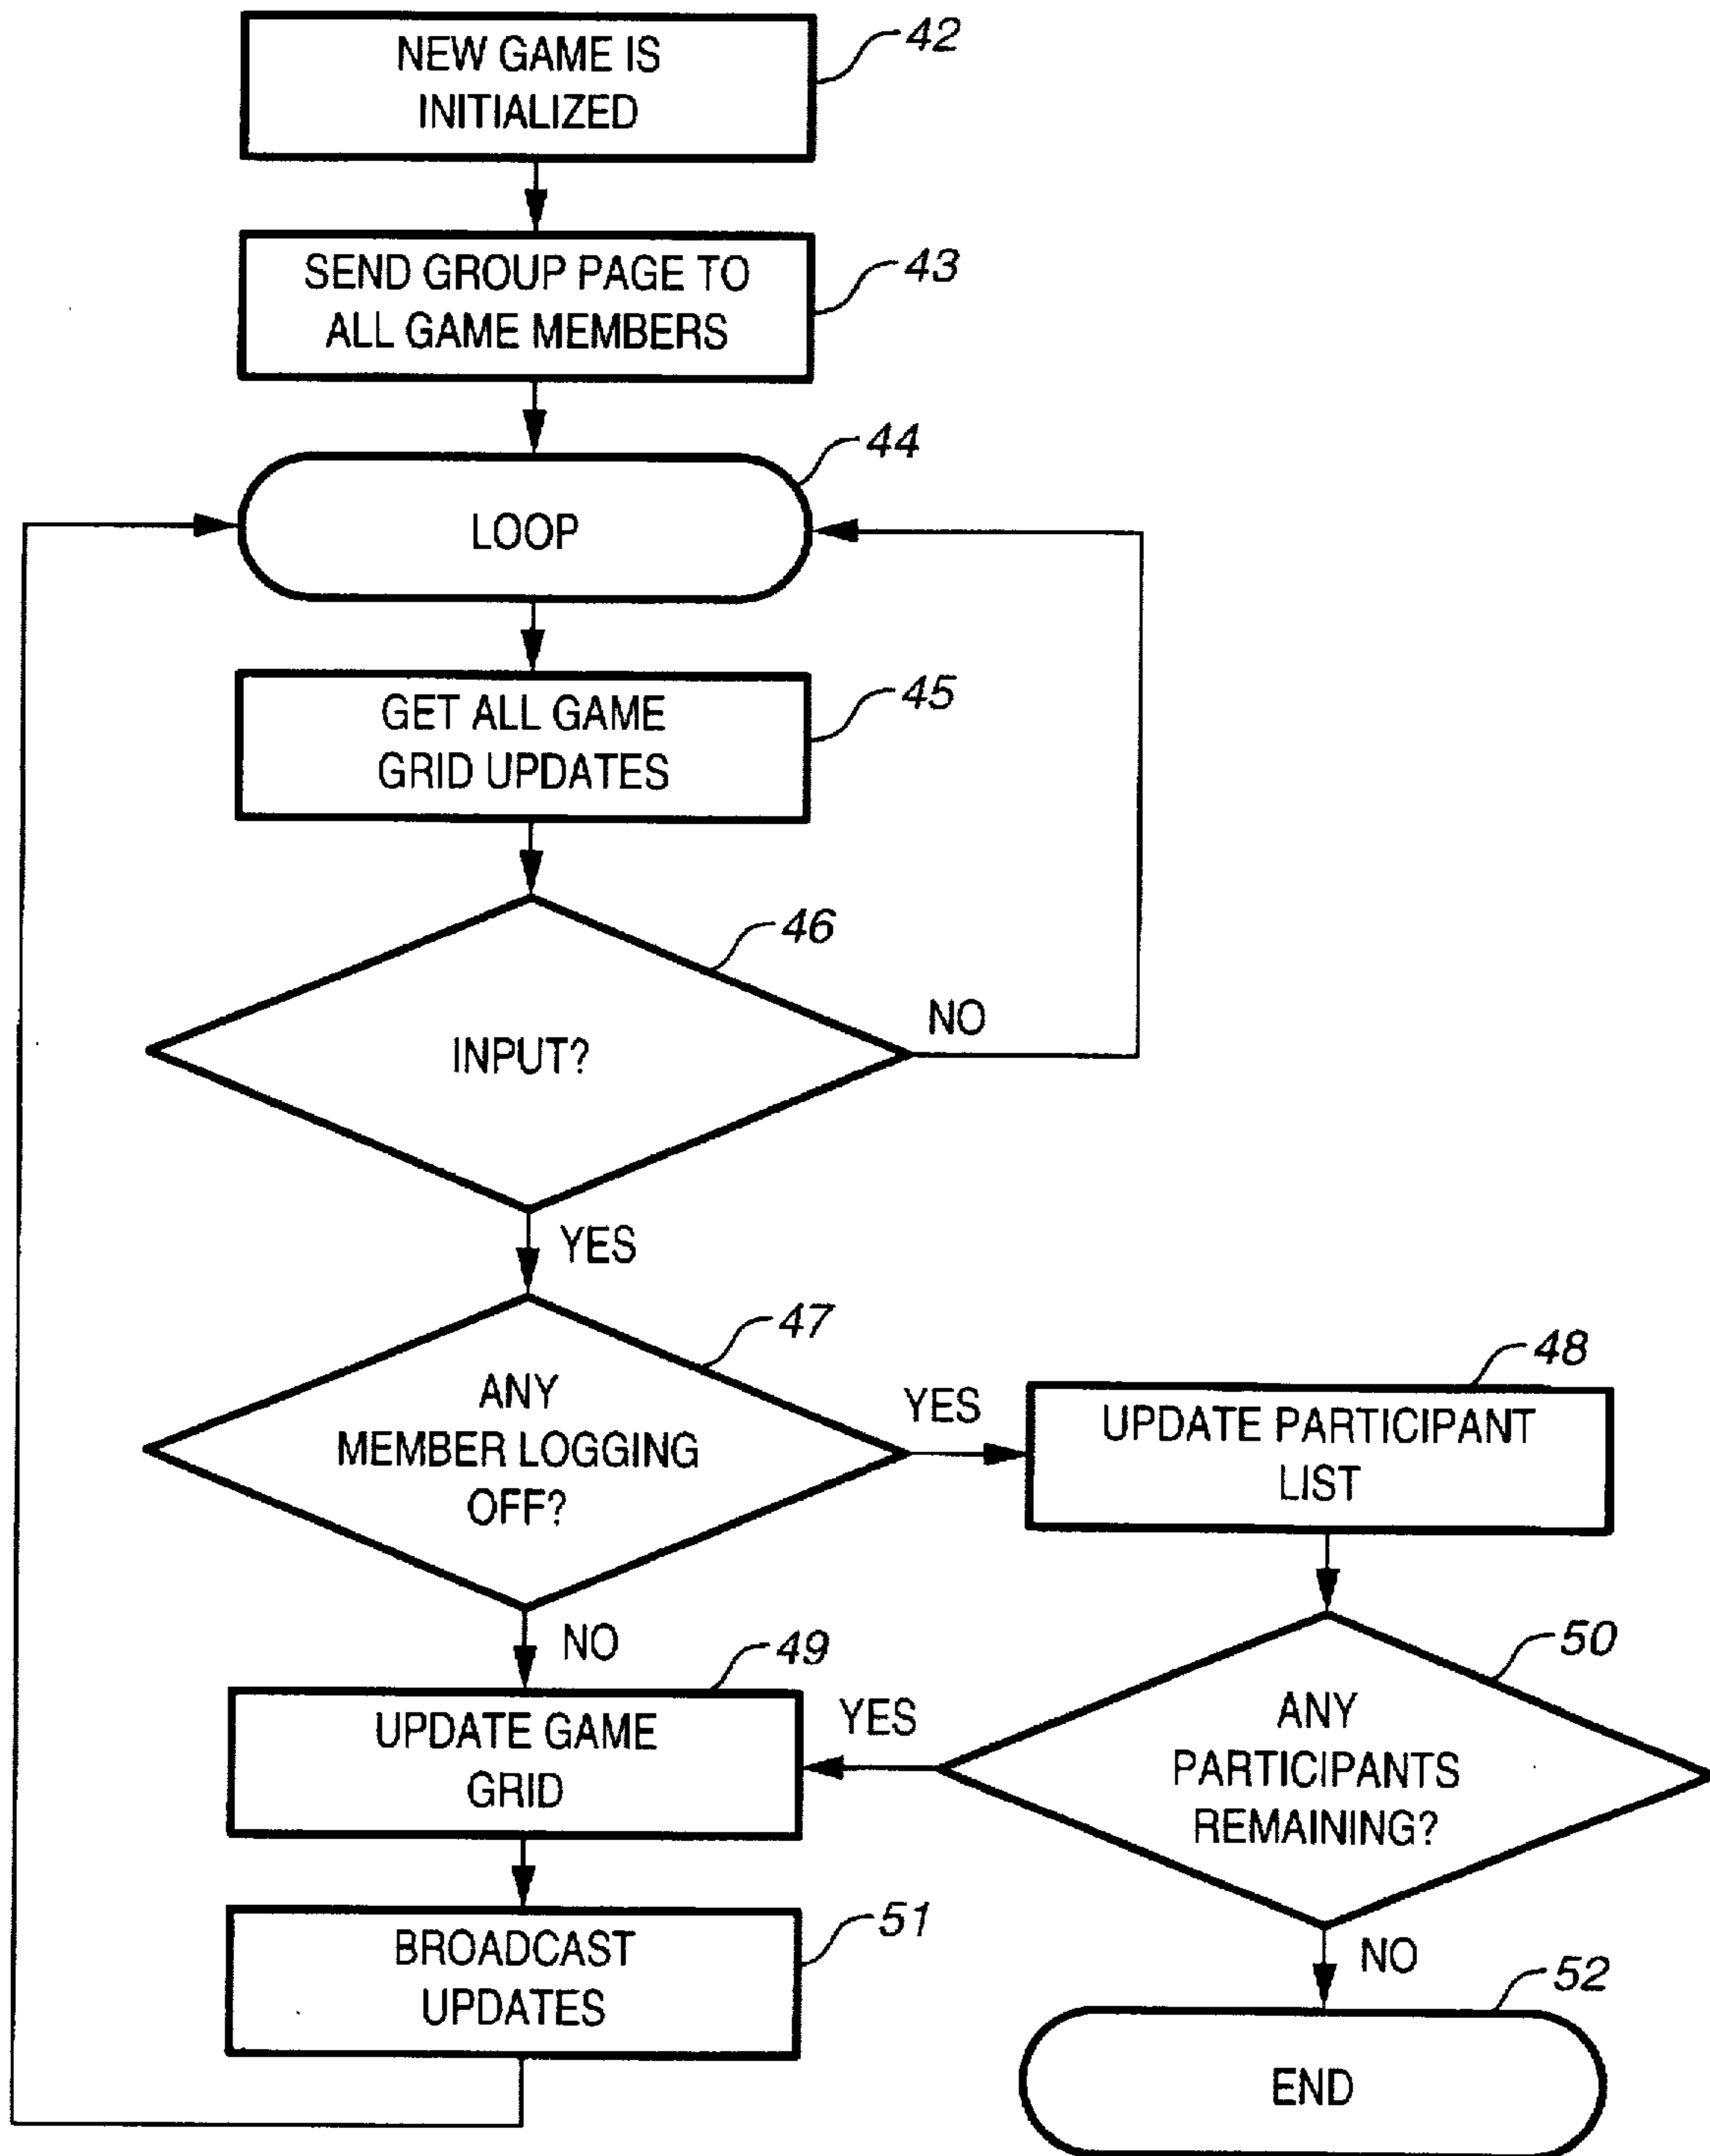 NEW GAME IS
INITIALIZED
42
SEND GROUP PAGE TO
ALL GAME MEMBERS
43
44
LOOP
GET ALL GAME
GRID UPDATES
45
46
INPUT?
NO
YES
47
ANY
MEMBER LOGGING
OFF?
YES
48
UPDATE PARTICIPANT
LIST
NO
49
UPDATE GAME
GRID
YES
50
ANY
PARTICIPANTS
REMAINING?
BROADCAST
UPDATES
51
NO
52
END